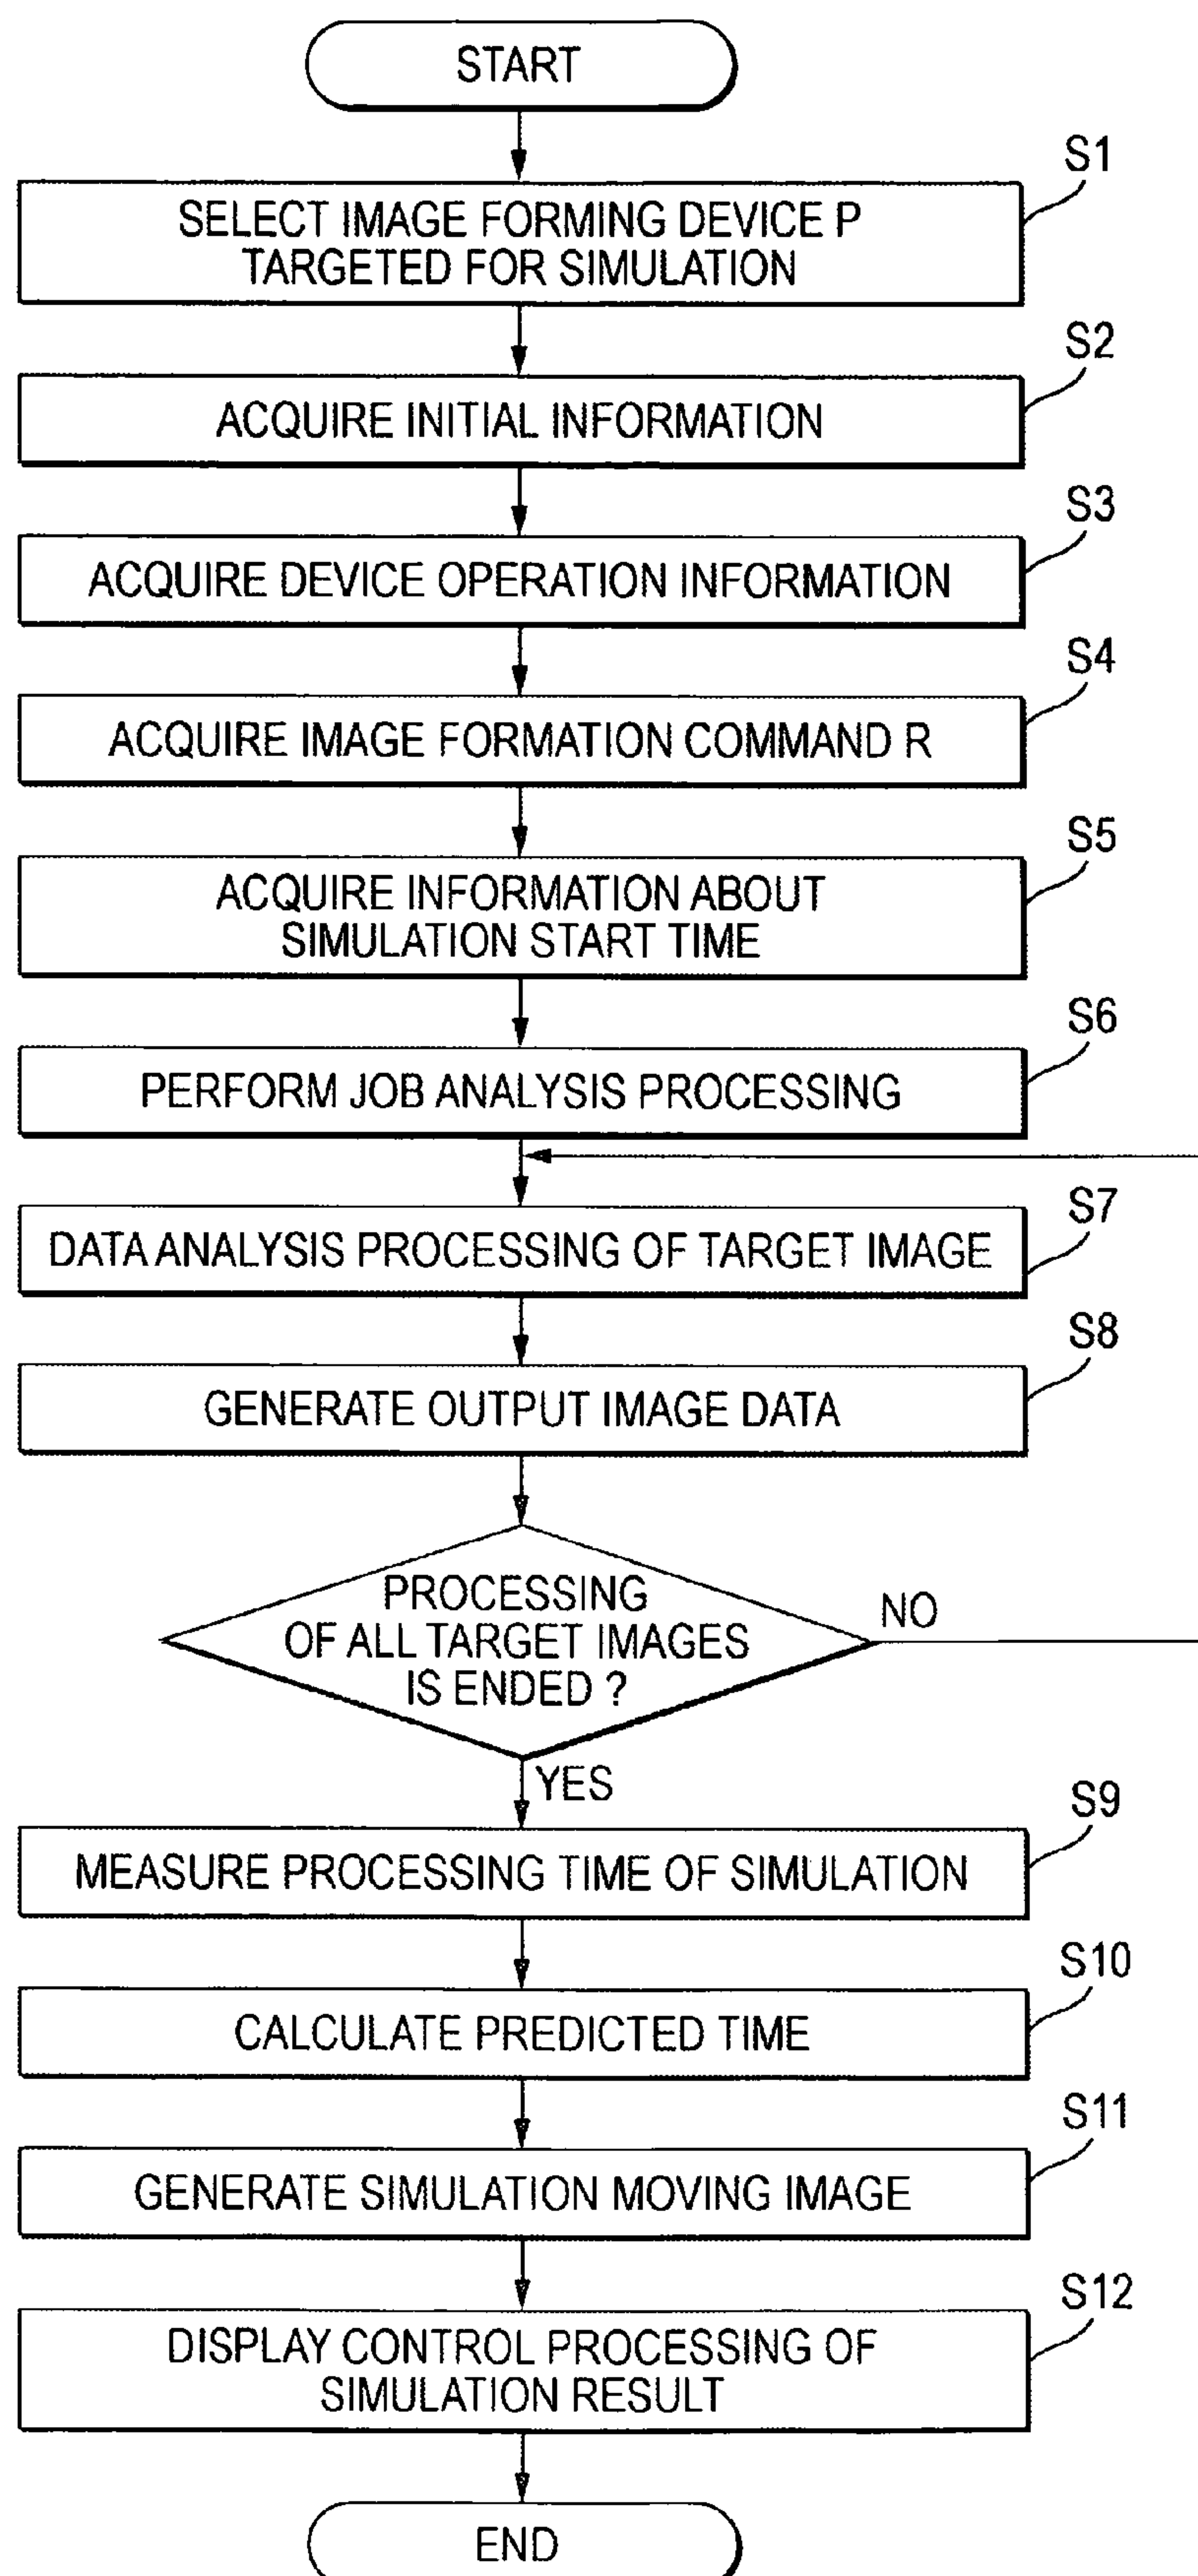 START
S1
SELECT IMAGE FORMING DEVICE P
TARGETED FOR SIMULATION
S2
ACQUIRE INITIAL INFORMATION
S3
ACQUIRE DEVICE OPERATION INFORMATION
S4
ACQUIRE IMAGE FORMATION COMMAND R
S5
ACQUIRE INFORMATION ABOUT
SIMULATION START TIME
S6
PERFORM JOB ANALYSIS PROCESSING
S7
DATA ANALYSIS PROCESSING OF TARGET IMAGE
S8
GENERATE OUTPUT IMAGE DATA
PROCESSING
OF ALL TARGET IMAGES
IS ENDED ?
NO
YES
S9
MEASURE PROCESSING TIME OF SIMULATION
S10
CALCULATE PREDICTED TIME
S11
GENERATE SIMULATION MOVING IMAGE
S12
DISPLAY CONTROL PROCESSING OF
SIMULATION RESULT
END